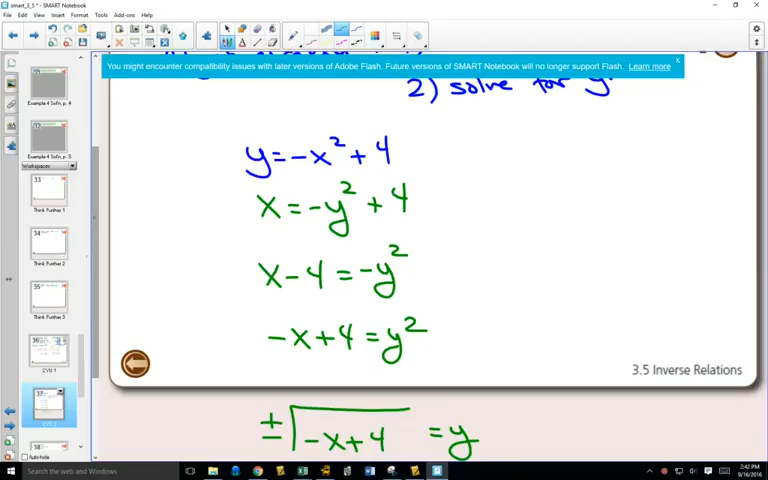 smart_3_5 * - SMART Notebook
File Edit View Insert Format Tools Add-ons Help
You might encounter compatibility issues with later versions of Adobe Flash. Future versions of SMART Notebook will no longer support Flash. Learn more
x
2) solve for y.
y=-x²+4
x=-y²+4
x-4=-y²
-x+4=y²
3.5 Inverse Relations
±√-x+4 =y
Example 4 SoFn, p. 4
Example 4 SoFn, p. 5
Workspaces
33
Think Further 1
34
Think Further 2
35
Think Further 3
36
CYU 1
37
CYU 2
38
Auto-hide
Search the web and Windows
2:42 PM
9/16/2016